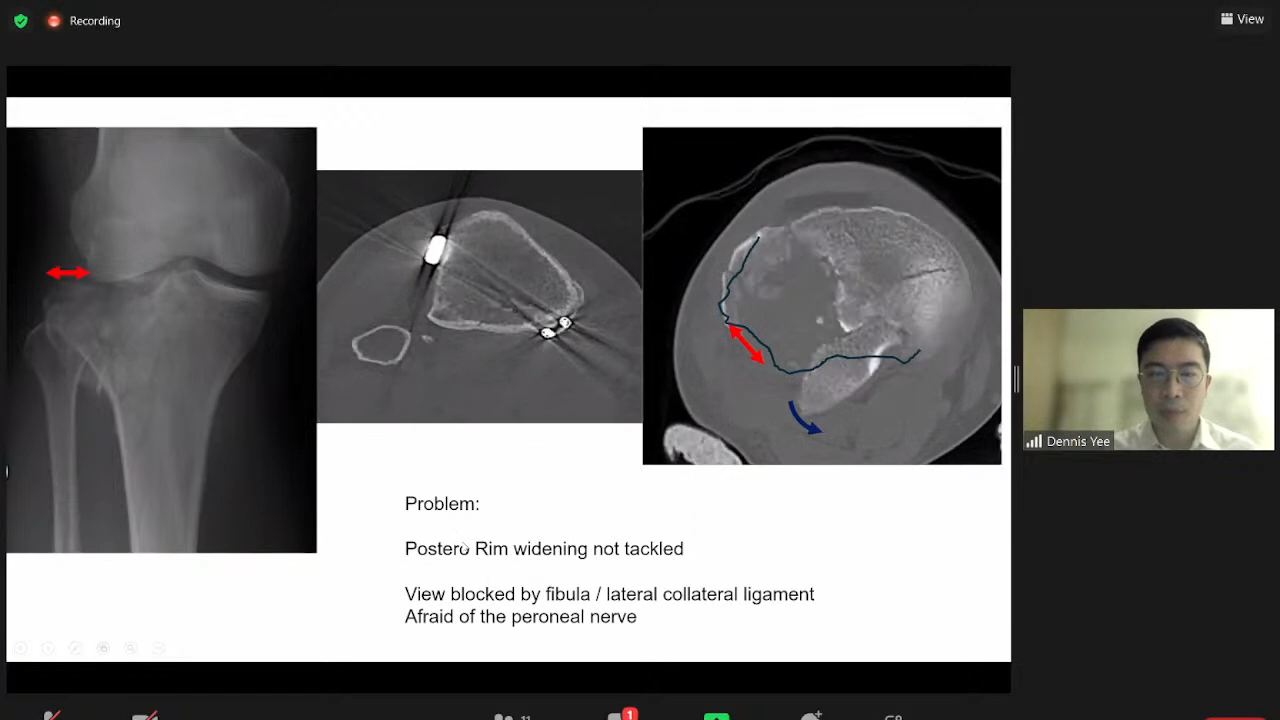 Recording
View
Problem:
Postero Rim widening not tackled
View blocked by fibula / lateral collateral ligament
Afraid of the peroneal nerve
Dennis Yee
11
1